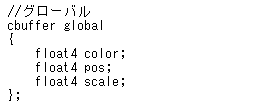 //グローバル
cbuffer global
{
    float4 color;
    float4 pos;
    float4 scale;
};